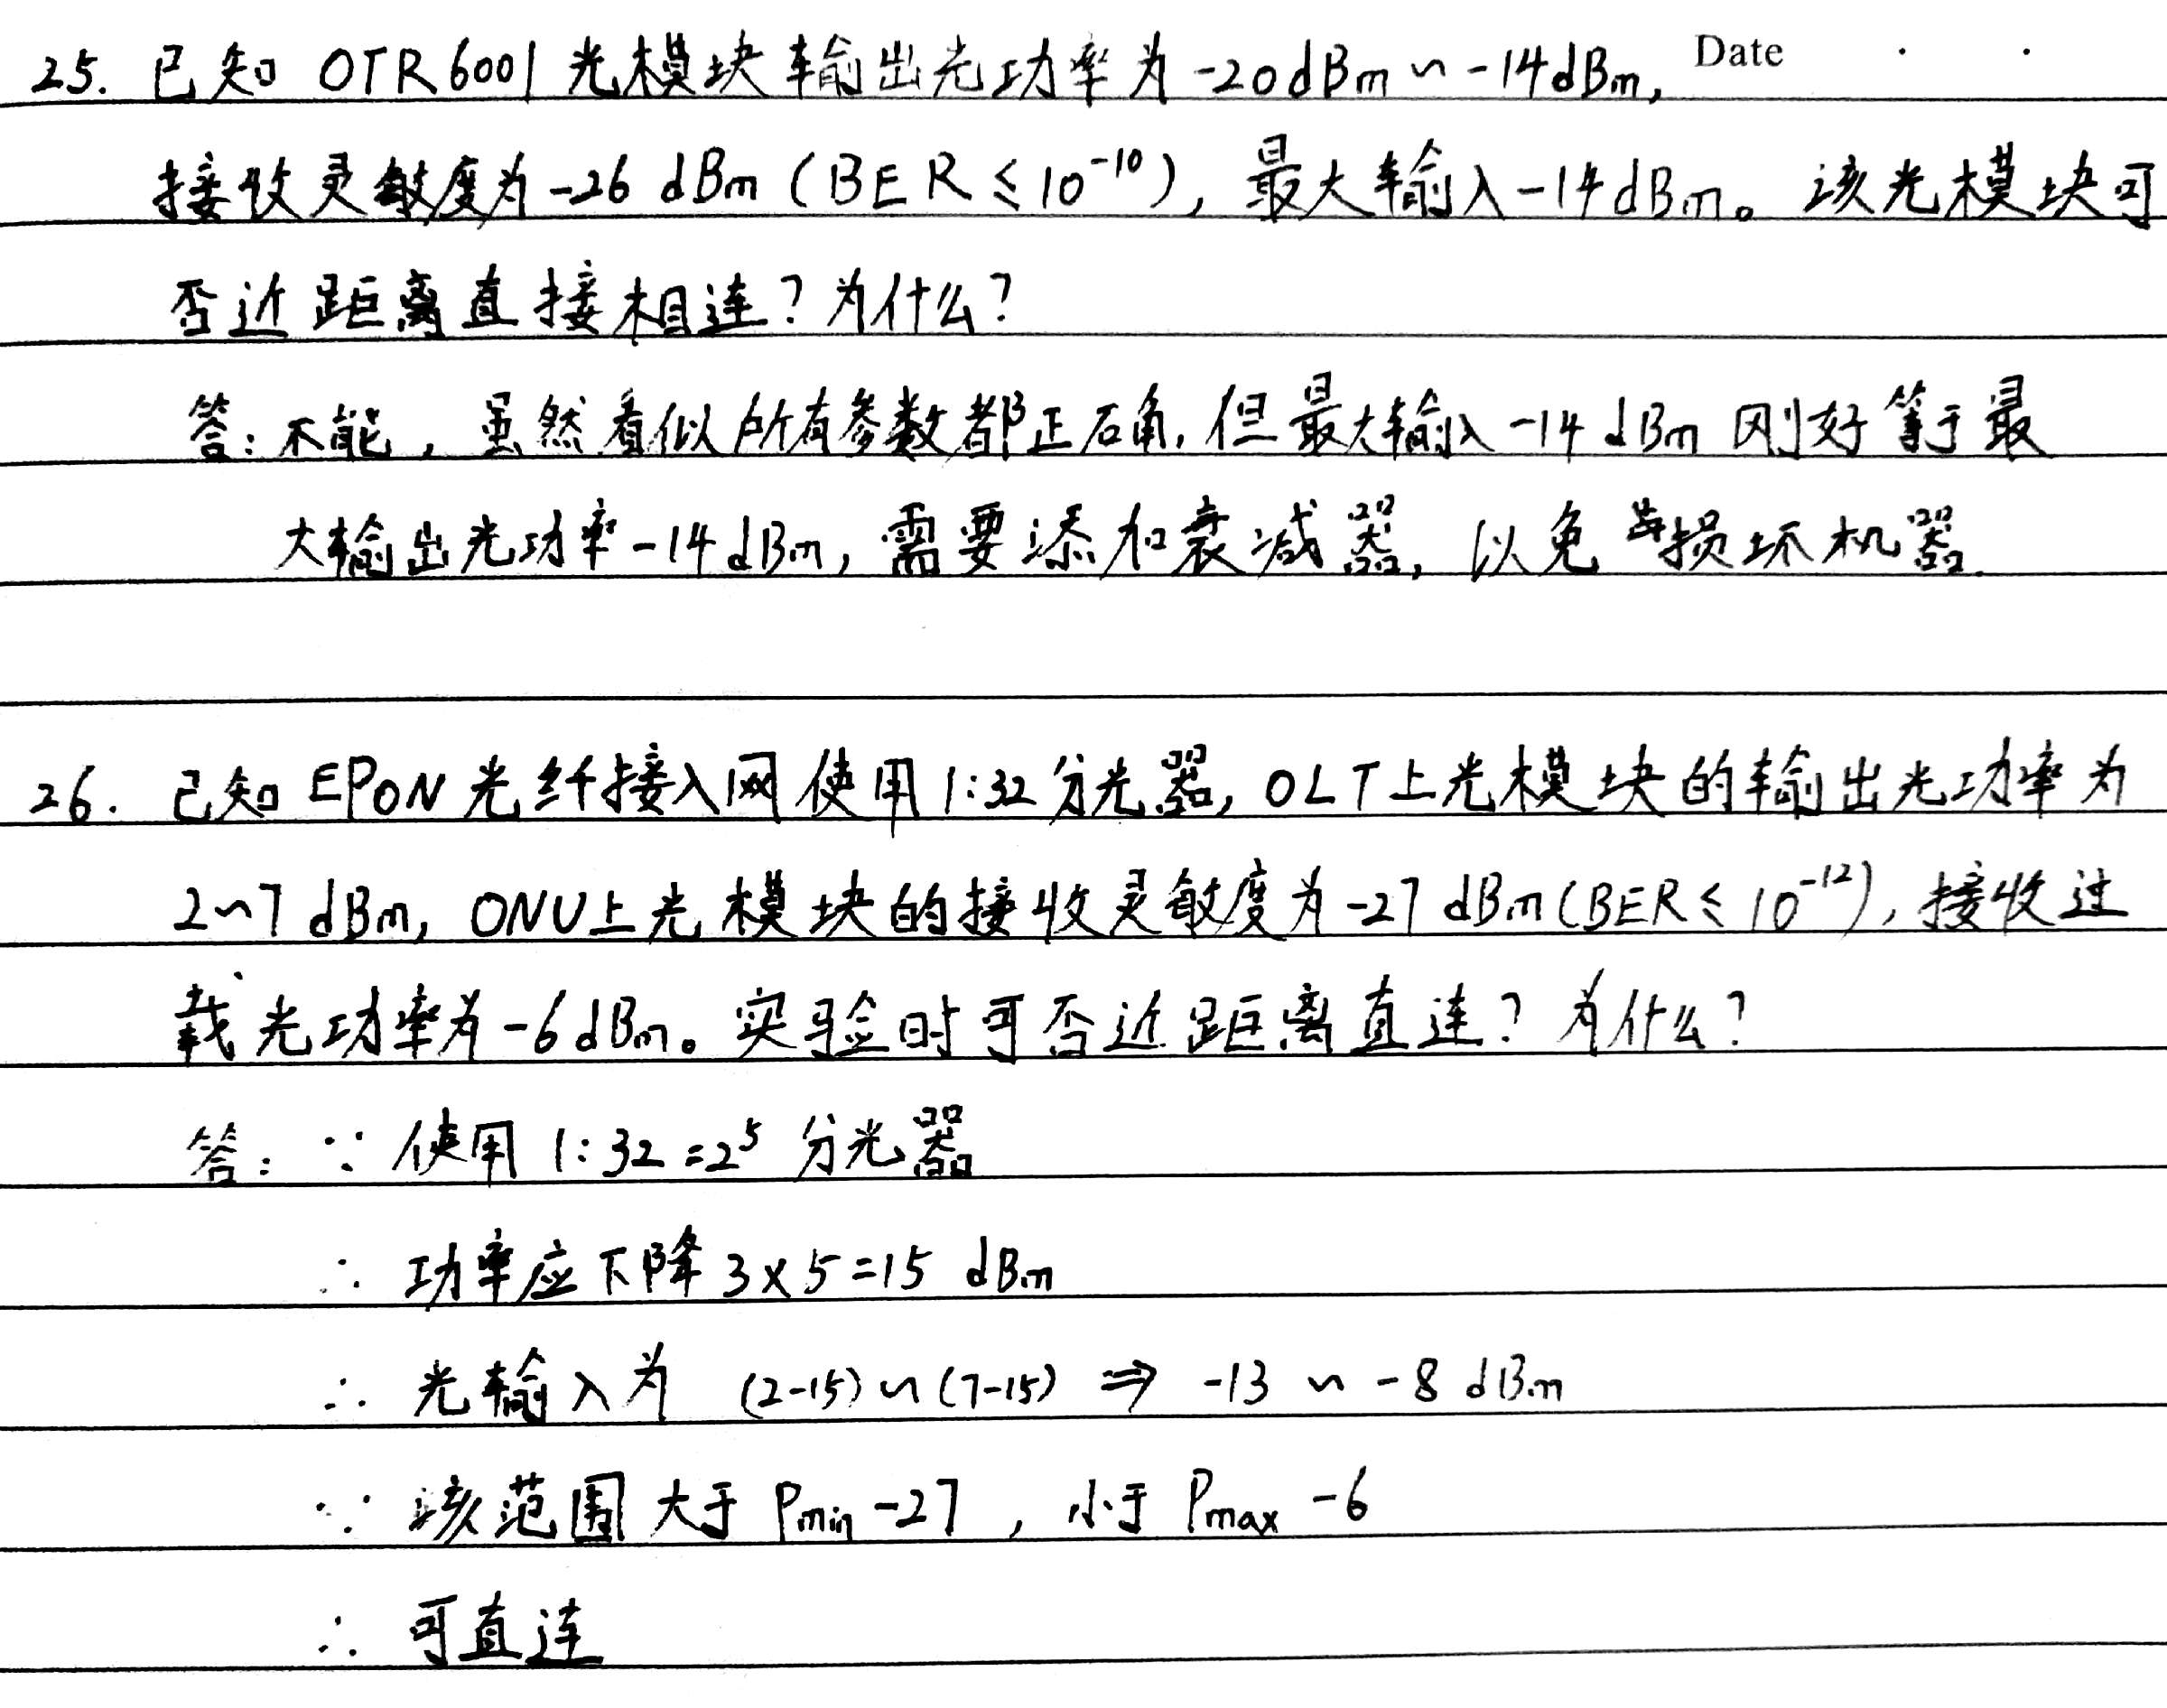 Date
25. 已知 OTR6001 光模块输出光功率为 -20dBm ~ -14dBm,
接收灵敏度为 -26 dBm (BER ≤ 10⁻¹⁰), 最大输入 -14dBm。该光模块可
否近距离直接相连? 为什么?
答: 不能, 虽然看似所有参数都正确, 但最大输入 -14 dBm 刚好等于最
大输出光功率 -14 dBm, 需要添加衰减器, 以免损坏机器.
26. 已知 EPON 光纤接入网使用 1:32 分光器, OLT上光模块的输出光功率为
2~7 dBm, ONU上光模块的接收灵敏度为 -27 dBm (BER ≤ 10⁻¹²), 接收过
载光功率为 -6 dBm。实验时可否近距离直连? 为什么?
答: ∵ 使用 1:32 =2⁵ 分光器
∴ 功率应下降 3×5=15 dBm
∴ 光输入为 (2-15) ~ (7-15) ⇒ -13 ~ -8 dBm
∵ 该范围大于 Pmin -27 , 小于 Pmax -6
∴ 可直连